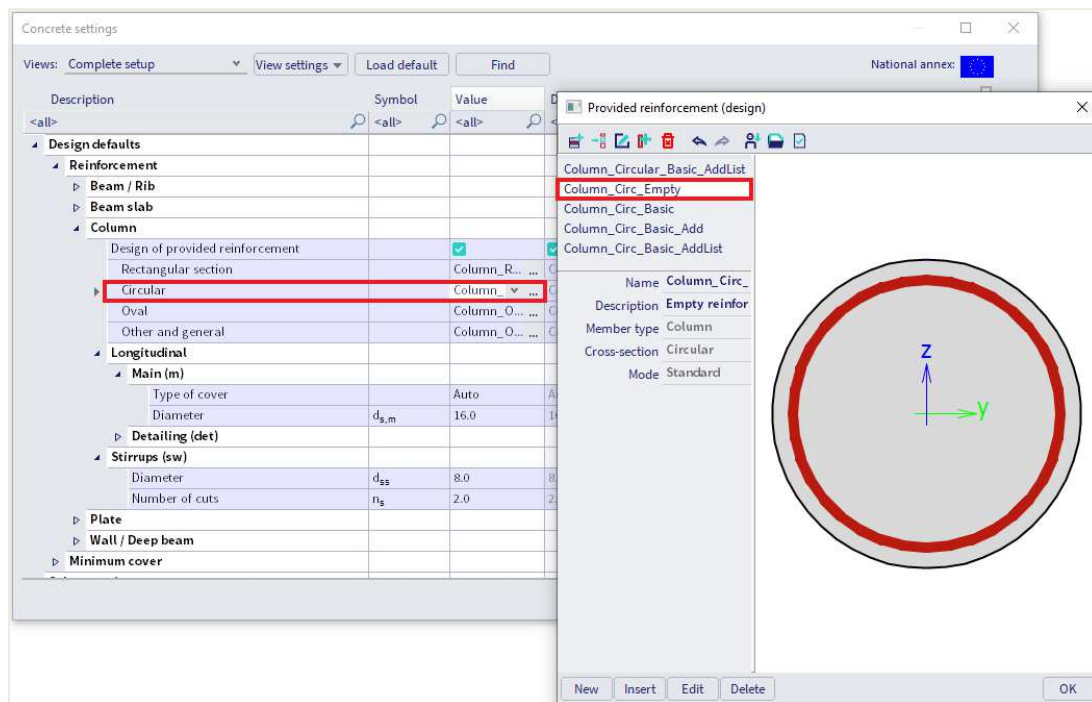 Concrete settings
Views: Complete setup View settings Load default Find National annex:
Description Symbol Value
<all> <all> <all>
Design defaults
Reinforcement
Beam / Rib
Beam slab
Column
Design of provided reinforcement
Rectangular section Column_R... ...
Circular Column_ ...
Oval Column_O... ...
Other and general Column_O... ...
Longitudinal
Main (m)
Type of cover Auto
Diameter ds,m 16.0
Detailing (det)
Stirrups (sw)
Diameter dss 8.0
Number of cuts ns 2.0
Plate
Wall / Deep beam
Minimum cover
Provided reinforcement (design)
Column_Circular_Basic_AddList
Column_Circ_Empty
Column_Circ_Basic
Column_Circ_Basic_Add
Column_Circ_Basic_AddList
Name Column_Circ_
Description Empty reinfor
Member type Column
Cross-section Circular
Mode Standard
z
y
New Insert Edit Delete OK